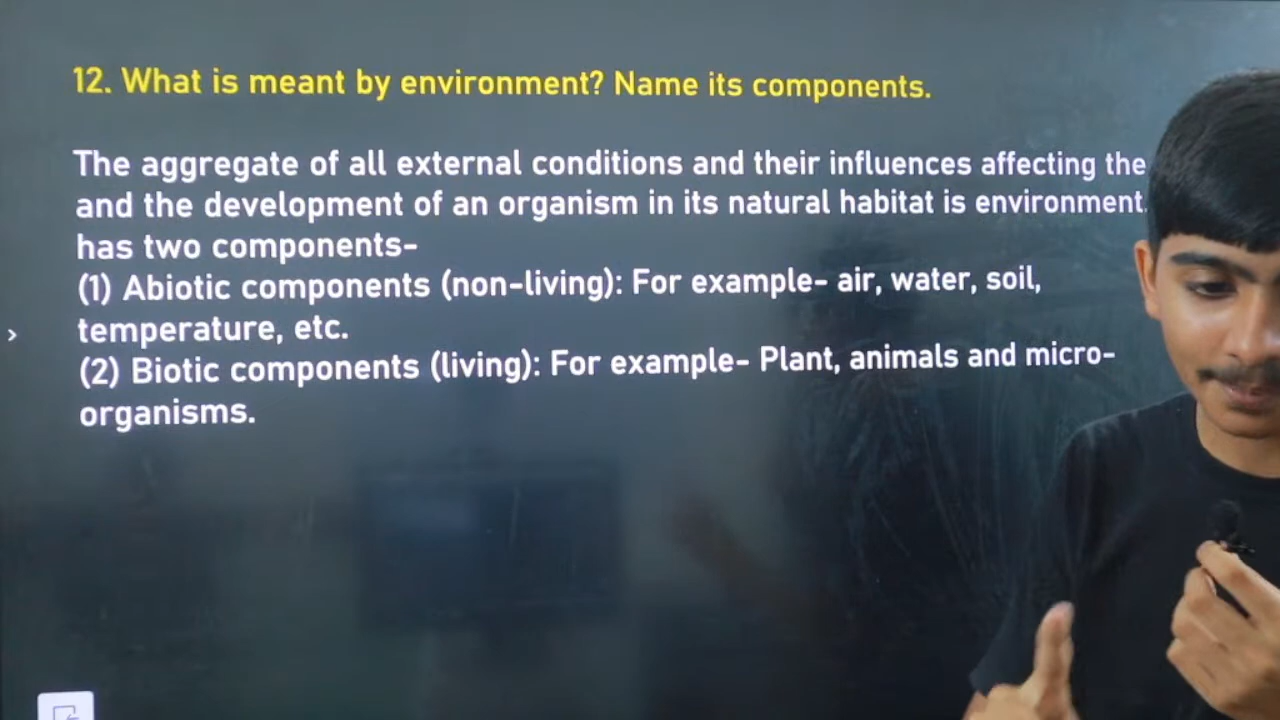 12. What is meant by environment? Name its components.
The aggregate of all external conditions and their influences affecting the
and the development of an organism in its natural habitat is environment.
has two components-
(1) Abiotic components (non-living): For example- air, water, soil,
temperature, etc.
(2) Biotic components (living): For example- Plant, animals and micro-
organisms.